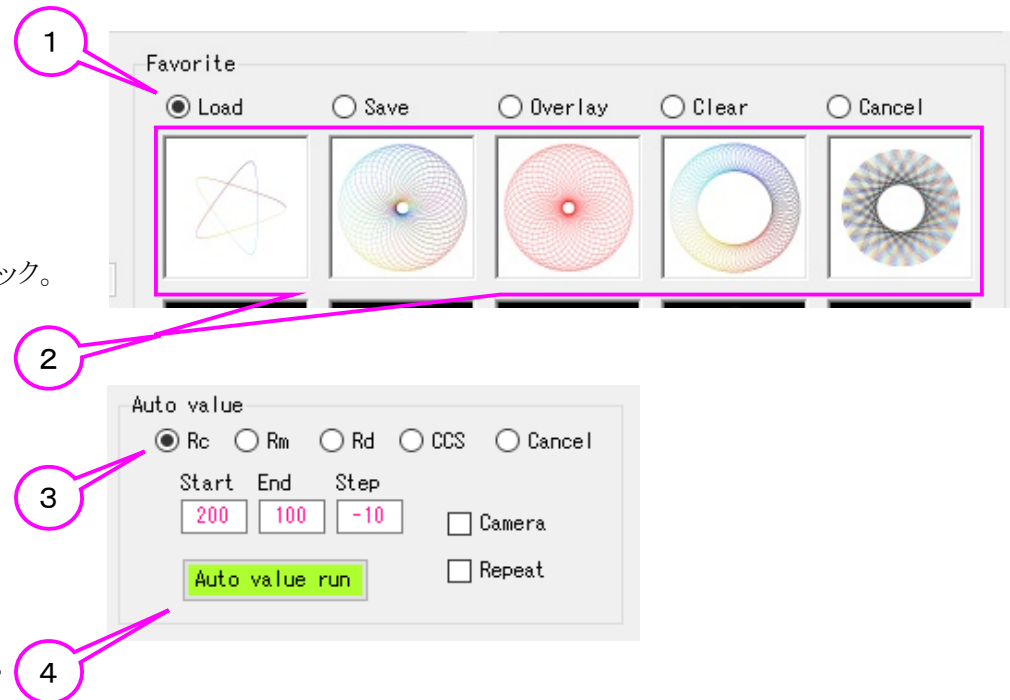 1
Favorite
Load Save Overlay Clear Cancel
ック。
2
Auto value
Rc Rm Rd CCS Cancel
3
Start End Step
200 100 -10
Camera
Auto value run
Repeat
4